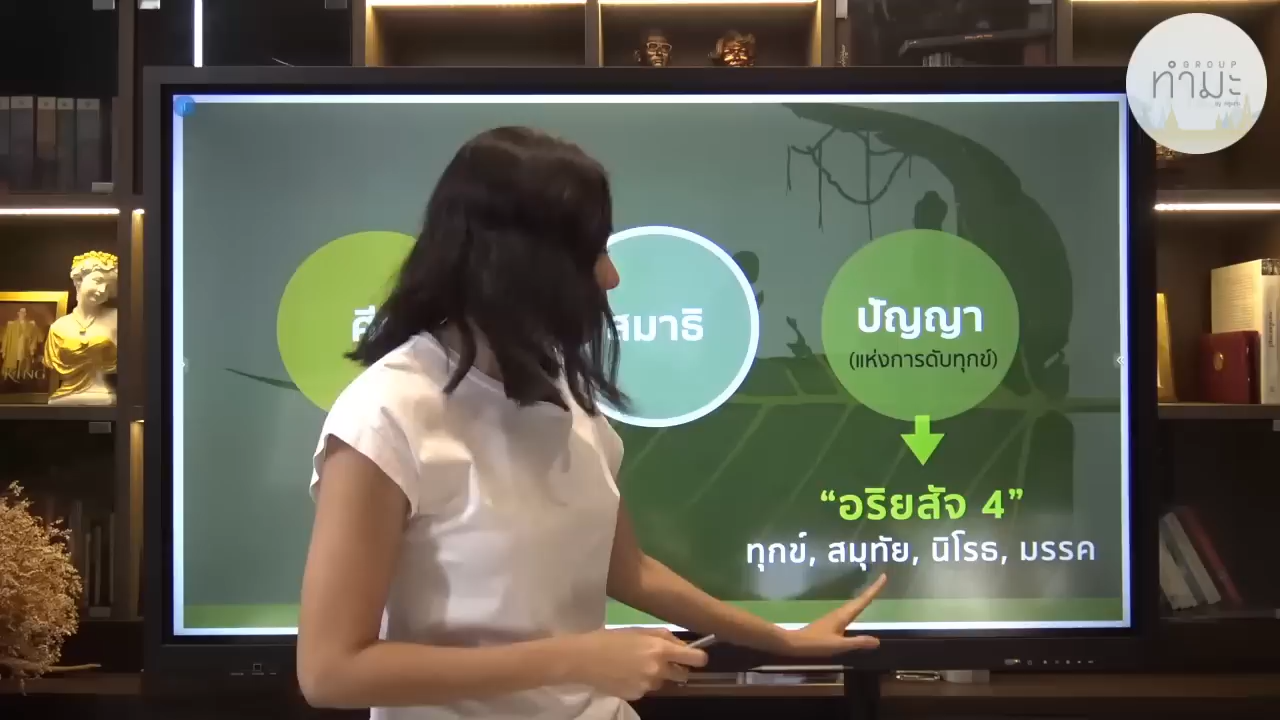 GROUP
ทำมะ
สมาธิ
ปัญญา
(แห่งการดับทุกข์)
“อริยสัจ 4”
ทุกข์, สมุทัย, นิโรธ, มรรค
KING